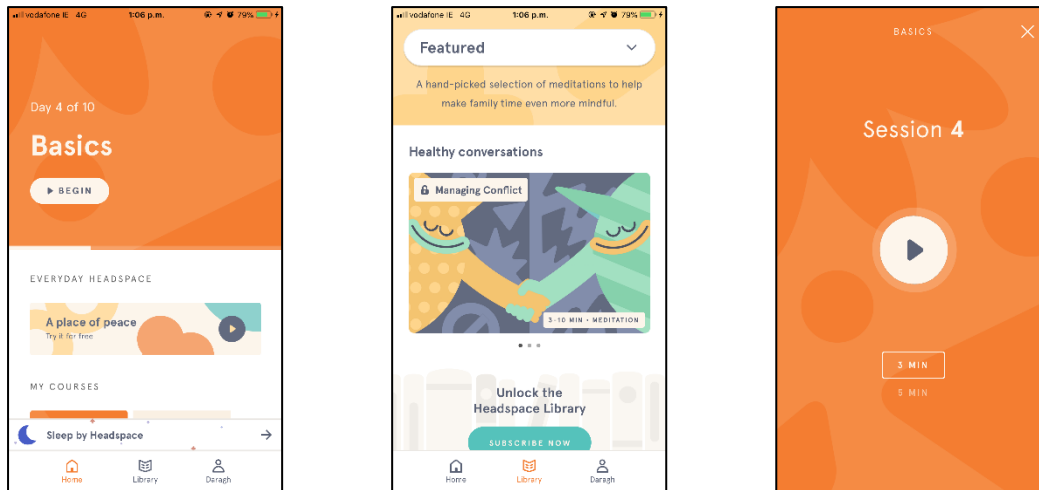 vodafone IE 4G 1:06 p.m. 79%
Day 4 of 10
Basics
BEGIN
EVERYDAY HEADSPACE
A place of peace
Try it for free
MY COURSES
Sleep by Headspace
Home Library Daragh
vodafone IE 4G 1:06 p.m. 79%
Featured
A hand-picked selection of meditations to help
make family time even more mindful.
Healthy conversations
Managing Conflict
3-10 MIN • MEDITATION
Unlock the
Headspace Library
SUBSCRIBE NOW
Home Library Daragh
BASICS
Session 4
3 MIN
5 MIN